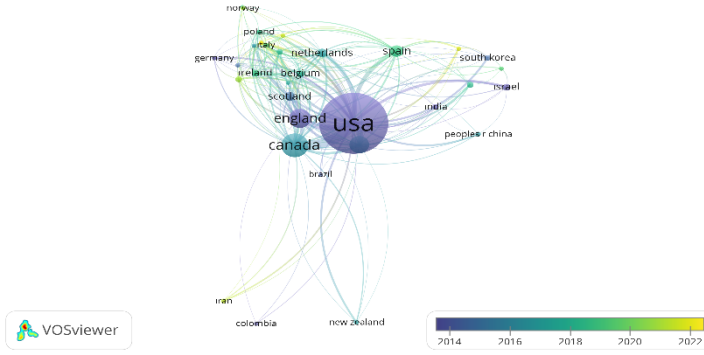 norway
poland
italy
netherlands
spain
germany
south korea
ireland
belgium
israel
scotland
india
england
usa
peoples r china
canada
brazil
iran
colombia
new zealand
VOSviewer
2014 2016 2018 2020 2022